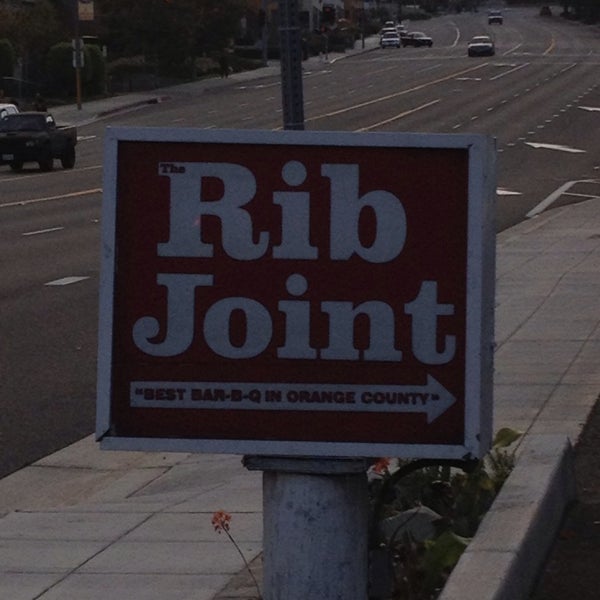 The
Rib
Joint
"BEST BAR-B-Q IN ORANGE COUNTY"